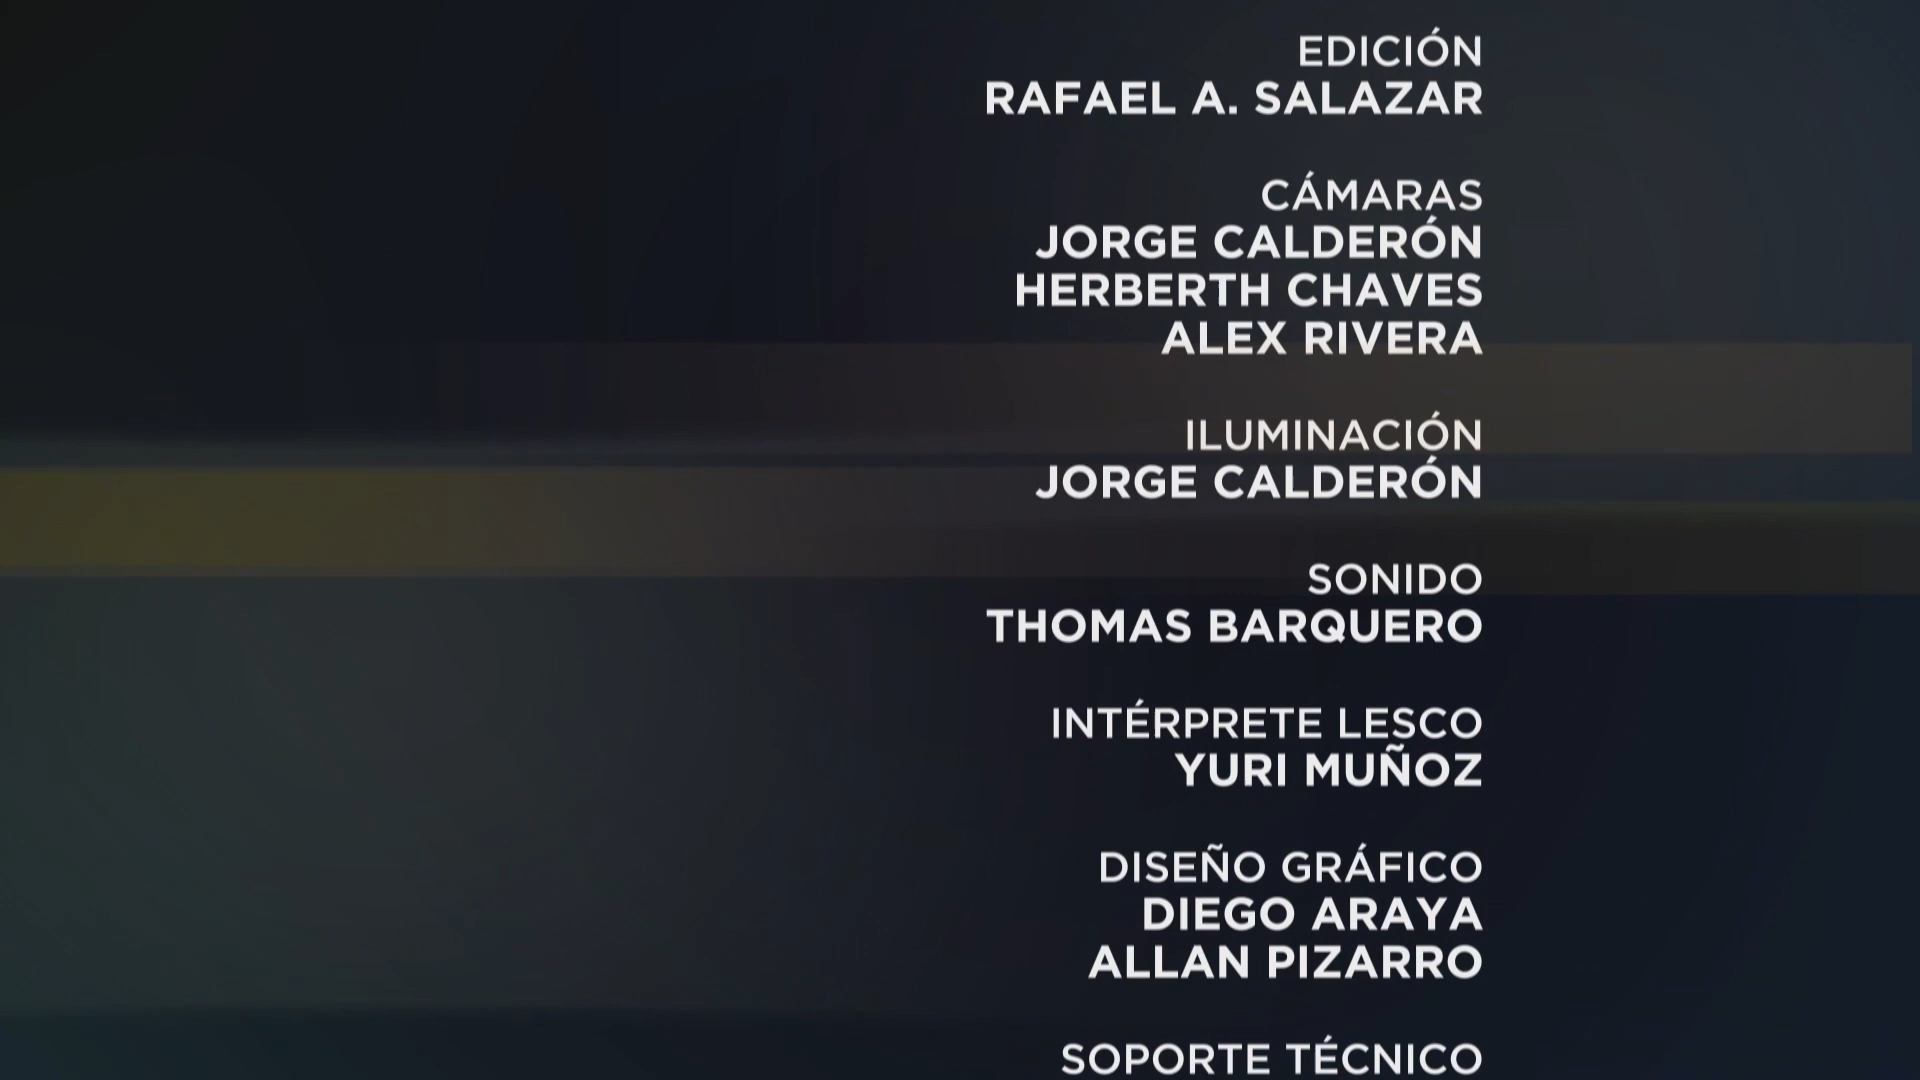 EDICIÓN
RAFAEL A. SALAZAR
CÁMARAS
JORGE CALDERÓN
HERBERTH CHAVES
ALEX RIVERA
ILUMINACIÓN
JORGE CALDERÓN
SONIDO
THOMAS BARQUERO
INTÉRPRETE LESCO
YURI MUÑOZ
DISEÑO GRÁFICO
DIEGO ARAYA
ALLAN PIZARRO
SOPORTE TÉCNICO